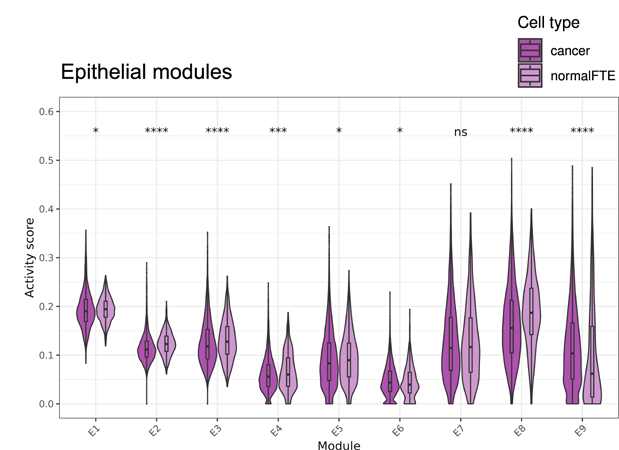 Cell type
cancer
normalFTE
Epithelial modules
0.6
* **** **** *** * * ns **** ****
0.5
0.4
0.3
0.2
0.1
0.0
Activity score
E1 E2 E3 E4 E5 E6 E7 E8 E9
Module